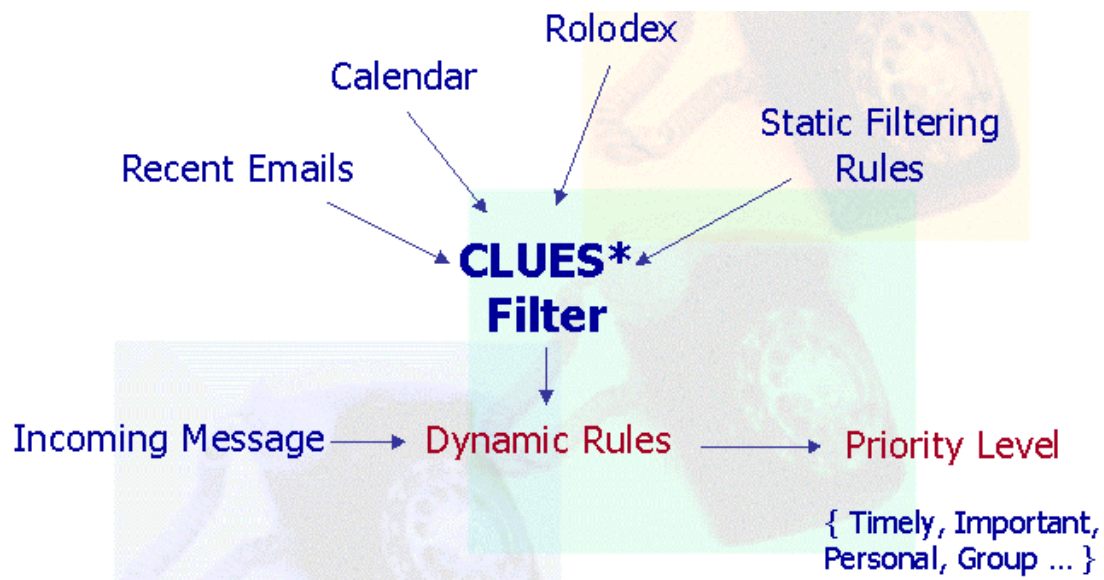 Rolodex
Calendar
Static Filtering
Rules
Recent Emails
CLUES*
Filter
Incoming Message
Dynamic Rules
Priority Level
{ Timely, Important,
Personal, Group ... }